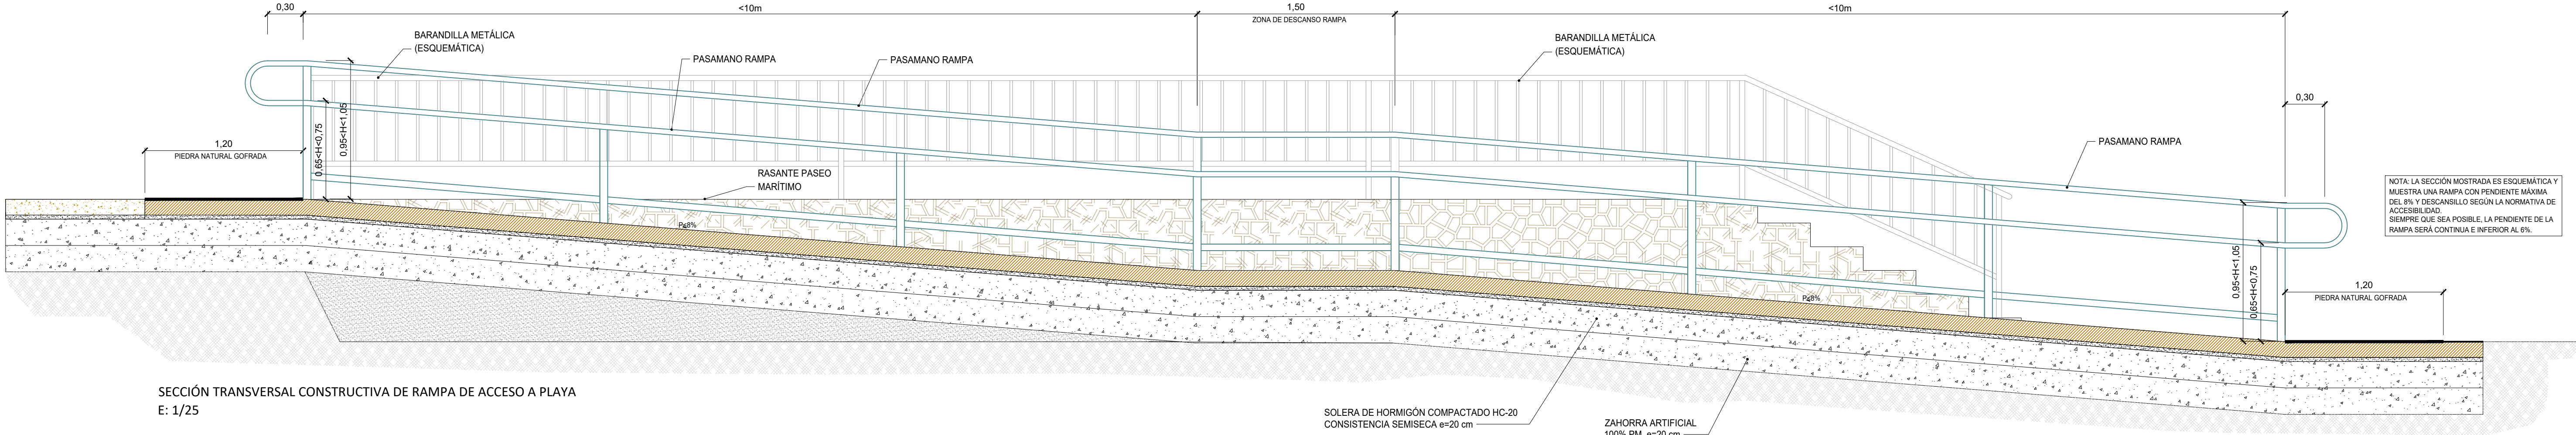 0,30
<10m
1,50
ZONA DE DESCANSO RAMPA
<10m
BARANDILLA METÁLICA
(ESQUEMÁTICA)
PASAMANO RAMPA
PASAMANO RAMPA
BARANDILLA METÁLICA
(ESQUEMÁTICA)
0,30
0,65<H<0,75
0,95<H<1,05
1,20
PIEDRA NATURAL GOFRADA
RASANTE PASEO
MARÍTIMO
PASAMANO RAMPA
NOTA: LA SECCIÓN MOSTRADA ES ESQUEMÁTICA Y
MUESTRA UNA RAMPA CON PENDIENTE MÁXIMA
DEL 8% Y DESCANSILLO SEGÚN LA NORMATIVA DE
ACCESIBILIDAD.
SIEMPRE QUE SEA POSIBLE, LA PENDIENTE DE LA
RAMPA SERÁ CONTINUA E INFERIOR AL 6%.
P≤8%
P≤8%
0,95<H<1,05
0,65<H<0,75
1,20
PIEDRA NATURAL GOFRADA
SECCIÓN TRANSVERSAL CONSTRUCTIVA DE RAMPA DE ACCESO A PLAYA
E: 1/25
SOLERA DE HORMIGÓN COMPACTADO HC-20
CONSISTENCIA SEMISECA e=20 cm
ZAHORRA ARTIFICIAL
100% PM, e=20 cm